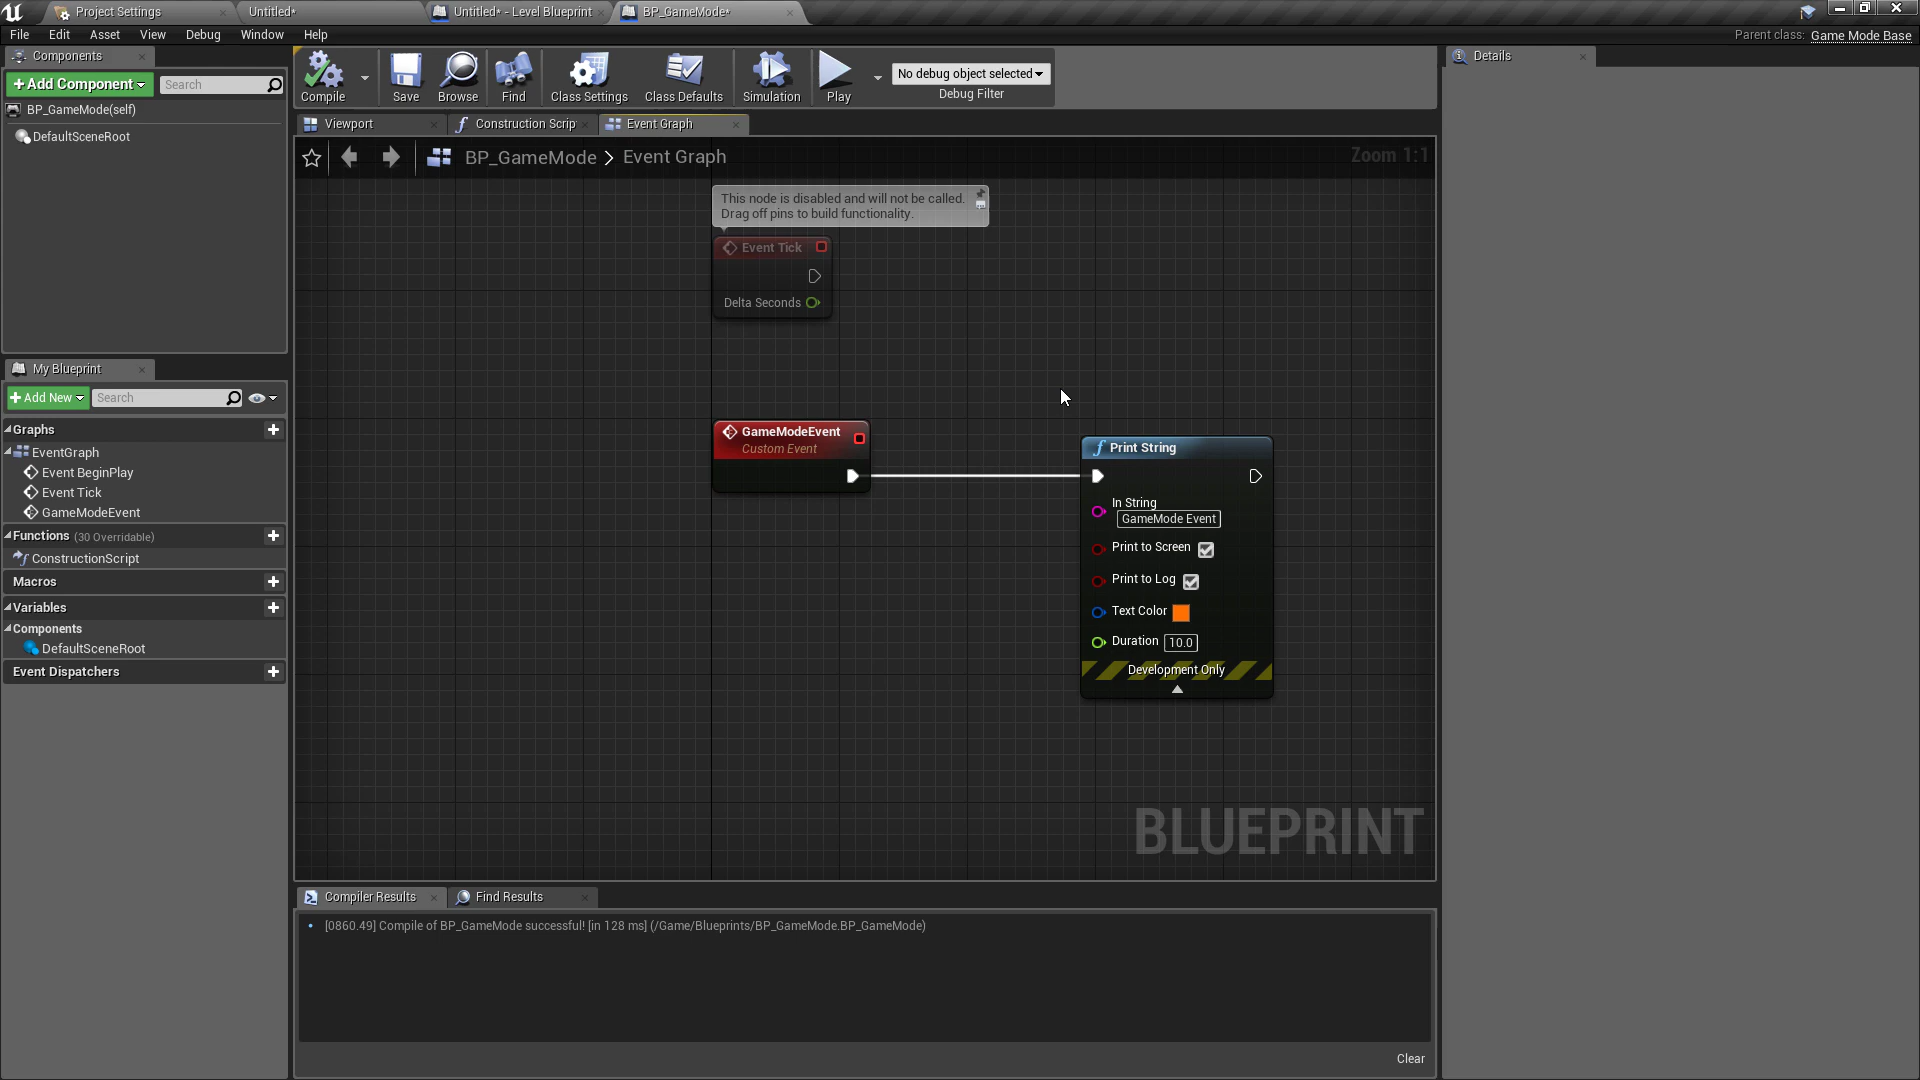 Project Settings
Untitled*
Untitled* - Level Blueprint
BP_GameMode*
File
Edit
Asset
View
Debug
Window
Help
Parent class: Game Mode Base
Components
Add Component
Search
BP_GameMode(self)
DefaultSceneRoot
Compile
Save
Browse
Find
Class Settings
Class Defaults
Simulation
Play
No debug object selected
Debug Filter
Details
Viewport
Construction Scrip
Event Graph
BP_GameMode > Event Graph
Zoom 1:1
This node is disabled and will not be called.
Drag off pins to build functionality.
Event Tick
Delta Seconds
GameModeEvent
Custom Event
Print String
In String
GameMode Event
Print to Screen
Print to Log
Text Color
Duration 10.0
Development Only
BLUEPRINT
My Blueprint
Add New
Search
Graphs
EventGraph
Event BeginPlay
Event Tick
GameModeEvent
Functions (30 Overridable)
ConstructionScript
Macros
Variables
Components
DefaultSceneRoot
Event Dispatchers
Compiler Results
Find Results
[0860.49] Compile of BP_GameMode successful! [in 128 ms] (/Game/Blueprints/BP_GameMode.BP_GameMode)
Clear